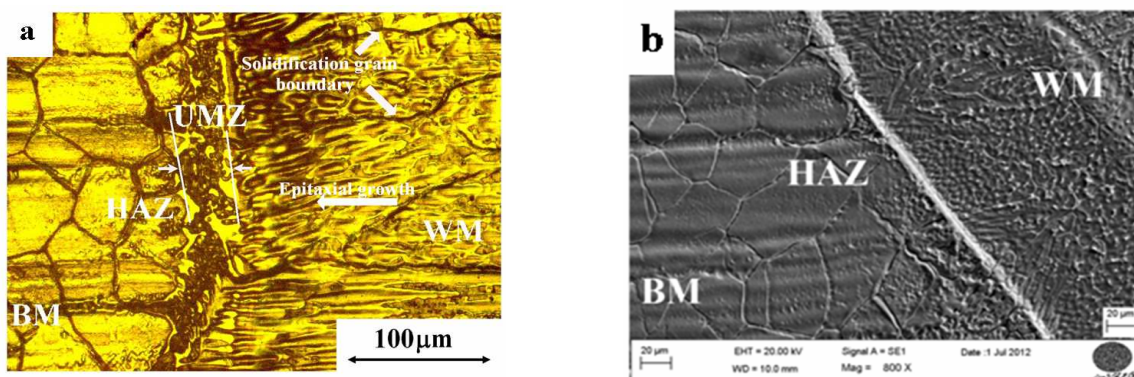 a
Solidification grain
boundary
UMZ
HAZ
Epitaxial growth
WM
BM
100μm
b
WM
HAZ
BM
20 μm
20 μm
EHT = 20.00 kV
Signal A = SE1
Date :1 Jul 2012
WD = 10.0 mm
Mag = 800 X